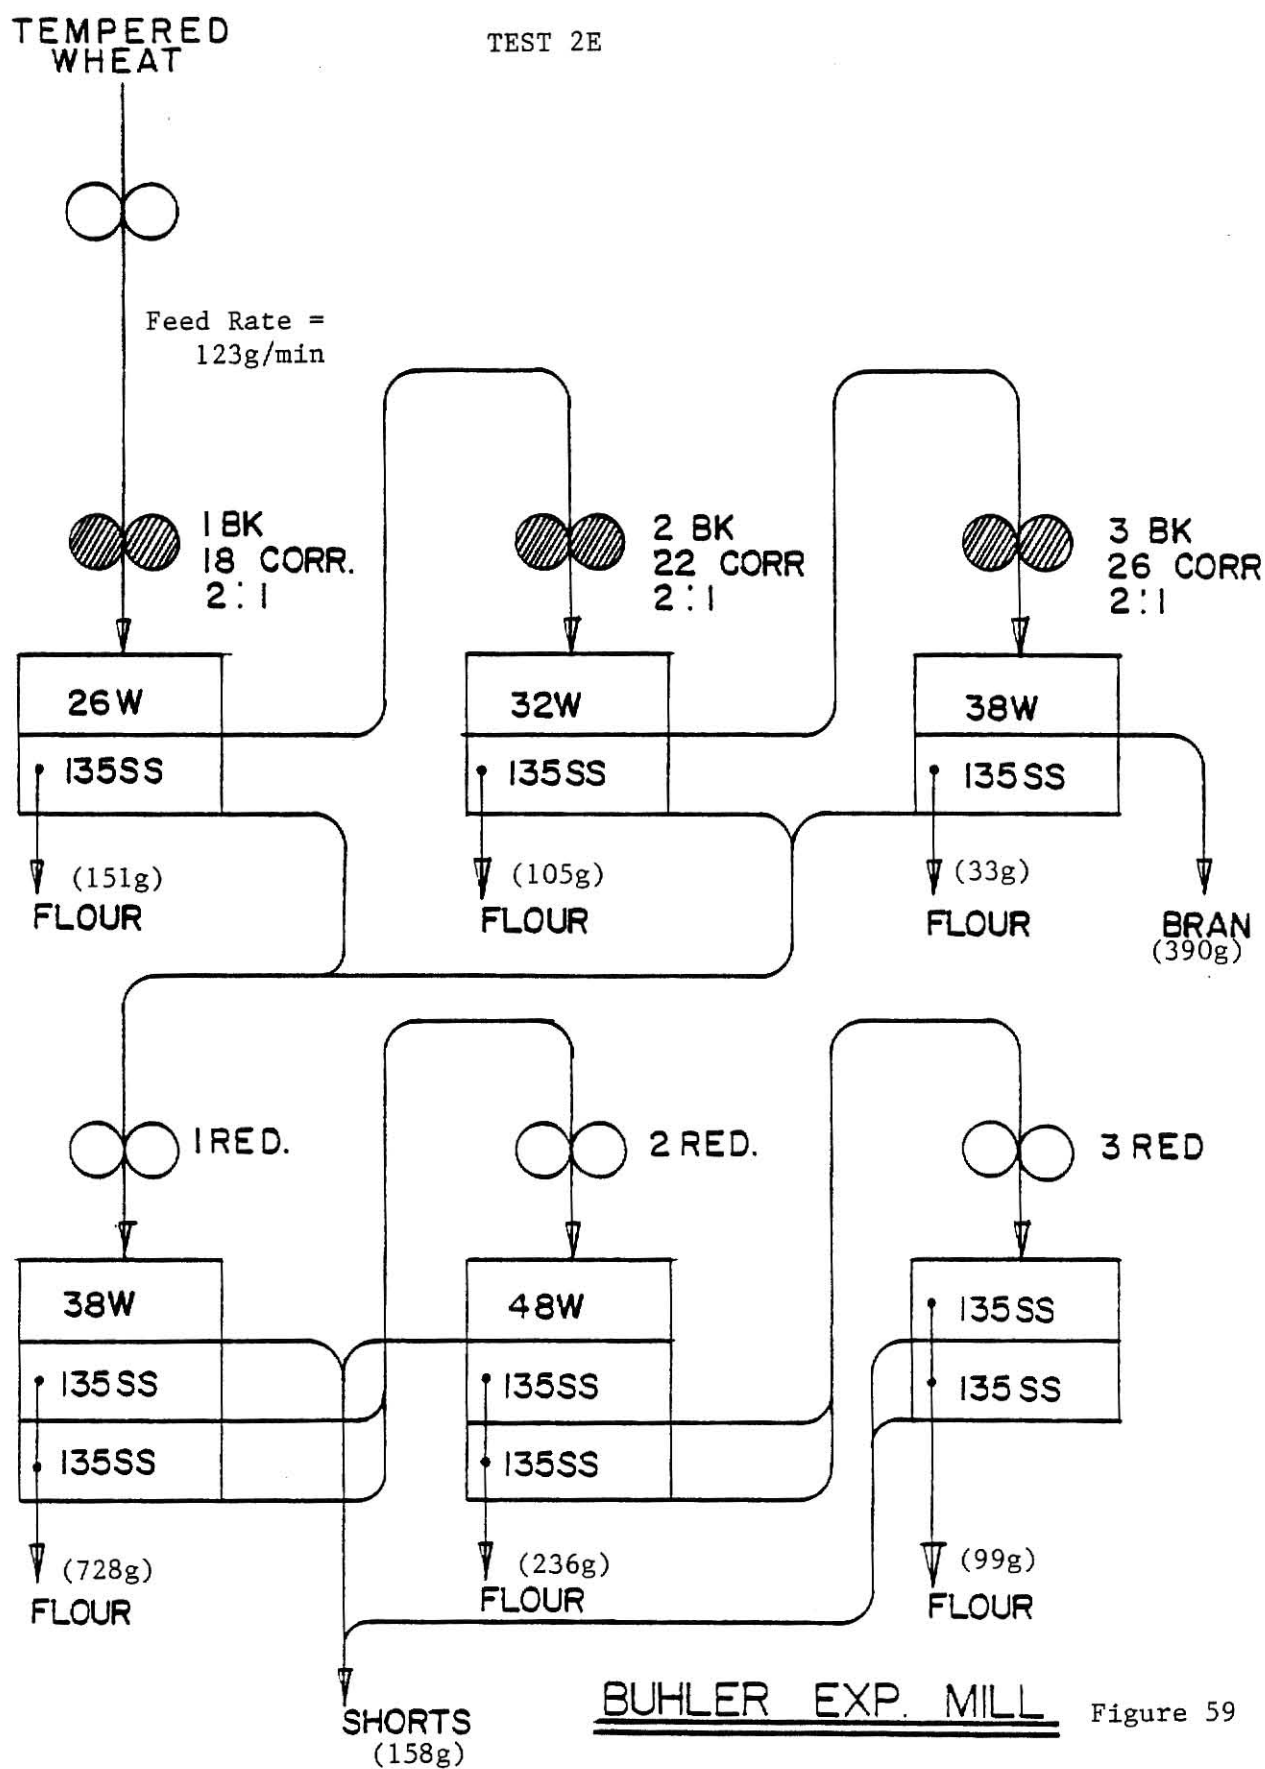 TEMPERED
WHEAT
TEST 2E
Feed Rate =
123g/min
1 BK
18 CORR.
2:1
2 BK
22 CORR
2:1
3 BK
26 CORR
2:1
26W
135SS
32W
135SS
38W
135SS
(151g)
FLOUR
(105g)
FLOUR
(33g)
FLOUR
BRAN
(390g)
1 RED.
2 RED.
3 RED
38W
135SS
135SS
48W
135SS
135SS
135SS
135SS
(728g)
FLOUR
(236g)
FLOUR
(99g)
FLOUR
SHORTS
(158g)
BUHLER EXP. MILL
Figure 59